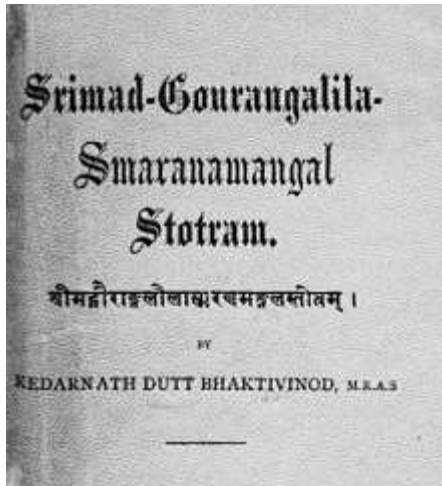 Srimad-Gourangalila-
Smaranamangal
Stotram.
श्रीमद्गौराङ्गलीलास्मरणमङ्गलस्तोत्रम् ।
BY
KEDARNATH DUTT BHAKTIVINOD, M.R.A.S